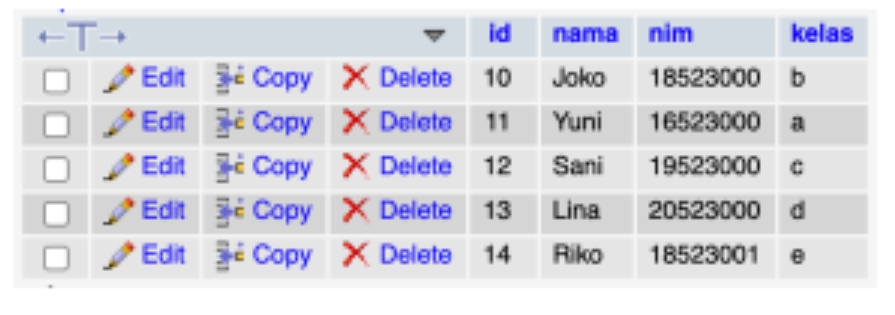 ←T→ id nama nim kelas
Edit Copy Delete 10 Joko 18523000 b
Edit Copy Delete 11 Yuni 16523000 a
Edit Copy Delete 12 Sani 19523000 c
Edit Copy Delete 13 Lina 20523000 d
Edit Copy Delete 14 Riko 18523001 e